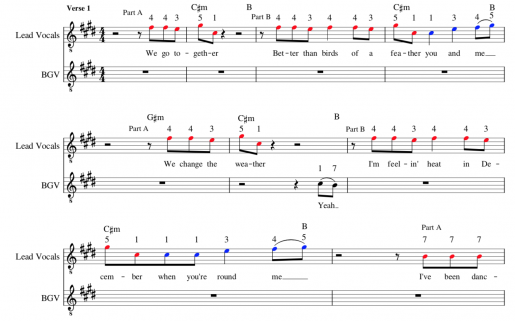 Verse 1
C♯m B C♯m B
Part A 4 4 3 5 1 Part B 4 4 4 3 4 3 5 1 1 3 4 5
Lead Vocals
4 4
We go to - geth-er Bet-ter than birds of a fea-ther you and me
BGV
G♯m C♯m B
Part A 4 4 3 5 1 Part B 4 4 3 4 3
Lead Vocals
We change the wea-ther I'm feel-in' heat in De-
1 7
BGV
Yeah..
C♯m B Part A
5 1 1 1 3 4 5 7 7 7
Lead Vocals
cem - ber when you're round me I've been danc-
BGV